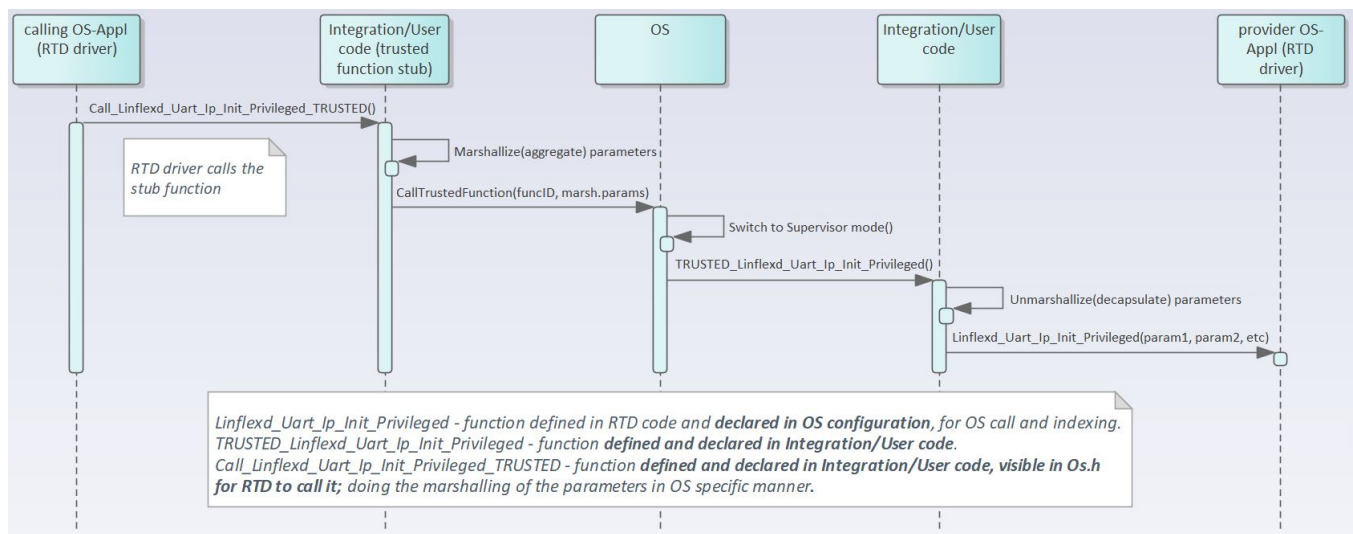 calling OS-Appl
(RTD driver)
Integration/User
code (trusted
function stub)
OS
Integration/User
code
provider OS-
Appl (RTD
driver)
Call_Linflexd_Uart_Ip_Init_Privileged_TRUSTED()
RTD driver calls the
stub function
Marshallize(aggregate) parameters
CallTrustedFunction(funcID, marsh.params)
Switch to Supervisor mode()
TRUSTED_Linflexd_Uart_Ip_Init_Privileged()
Unmarshallize(decapsulate) parameters
Linflexd_Uart_Ip_Init_Privileged(param1, param2, etc)
Linflexd_Uart_Ip_Init_Privileged - function defined in RTD code and declared in OS configuration, for OS call and indexing.
TRUSTED_Linflexd_Uart_Ip_Init_Privileged - function defined and declared in Integration/User code.
Call_Linflexd_Uart_Ip_Init_Privileged_TRUSTED - function defined and declared in Integration/User code, visible in Os.h
for RTD to call it; doing the marshalling of the parameters in OS specific manner.